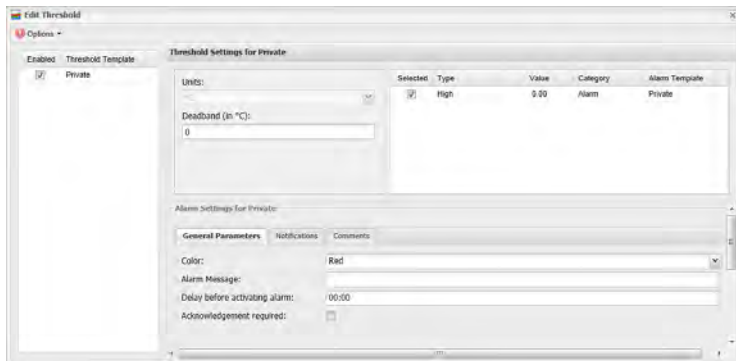 Edit Threshold
Options
Enabled Threshold Template
Private
Threshold Settings for Private
Units:
Deadband (in °C):
0
Selected Type Value Category Alarm Template
High 0.00 Alarm Private
Alarm Settings for Private
General Parameters Notifications Comments
Color: Red
Alarm Message:
Delay before activating alarm: 00:00
Acknowledgement required: